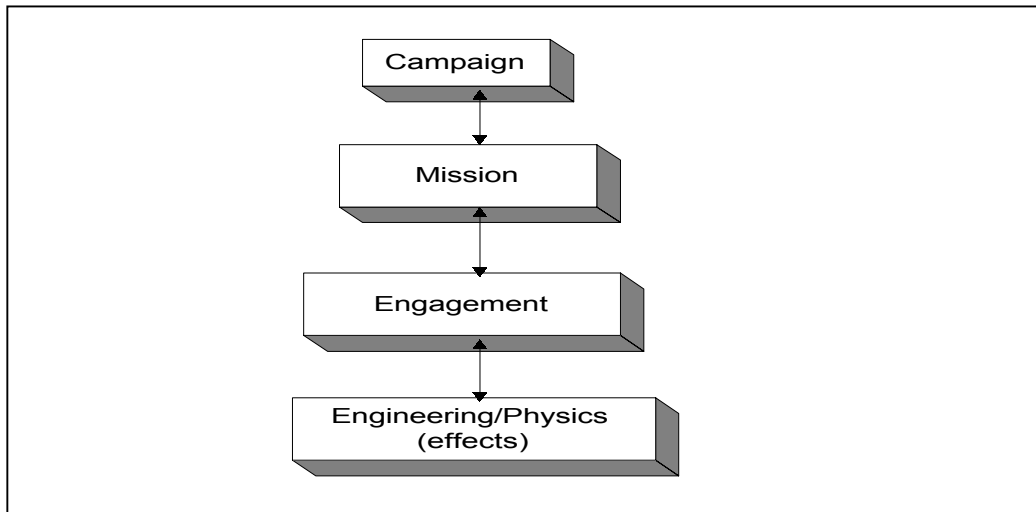 Campaign
Mission
Engagement
Engineering/Physics
(effects)